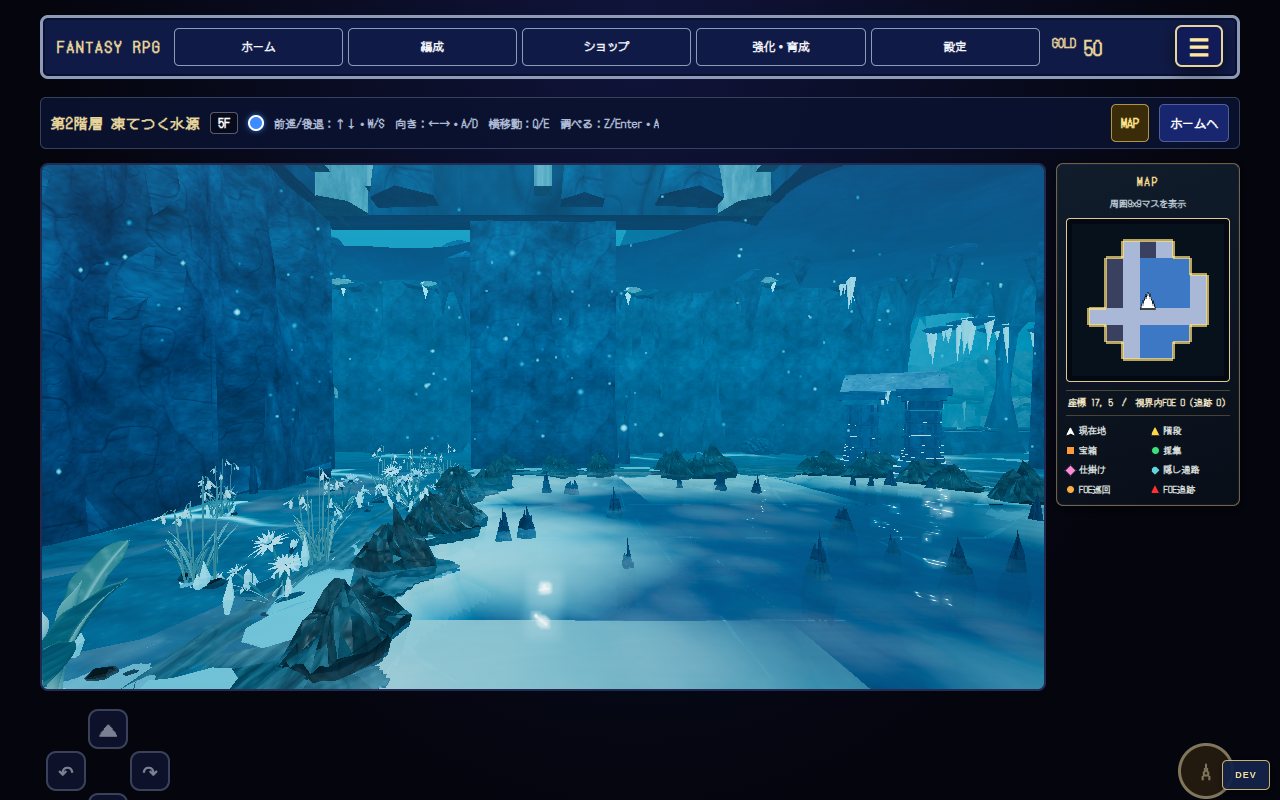 FANTASY RPG
ホーム
編成
ショップ
強化・育成
設定
GOLD 50
第2階層 凍てつく水源
5F
前進/後退：↑↓・W/S 向き：←→・A/D 横移動：Q/E 調べる：Z/Enter・A
MAP
ホームへ
MAP
周囲9x9マスを表示
座標 17, 5 / 視界内FOE 0 (追跡 0)
現在地
階段
宝箱
採集
仕掛け
隠し通路
FOE巡回
FOE追跡
A
DEV